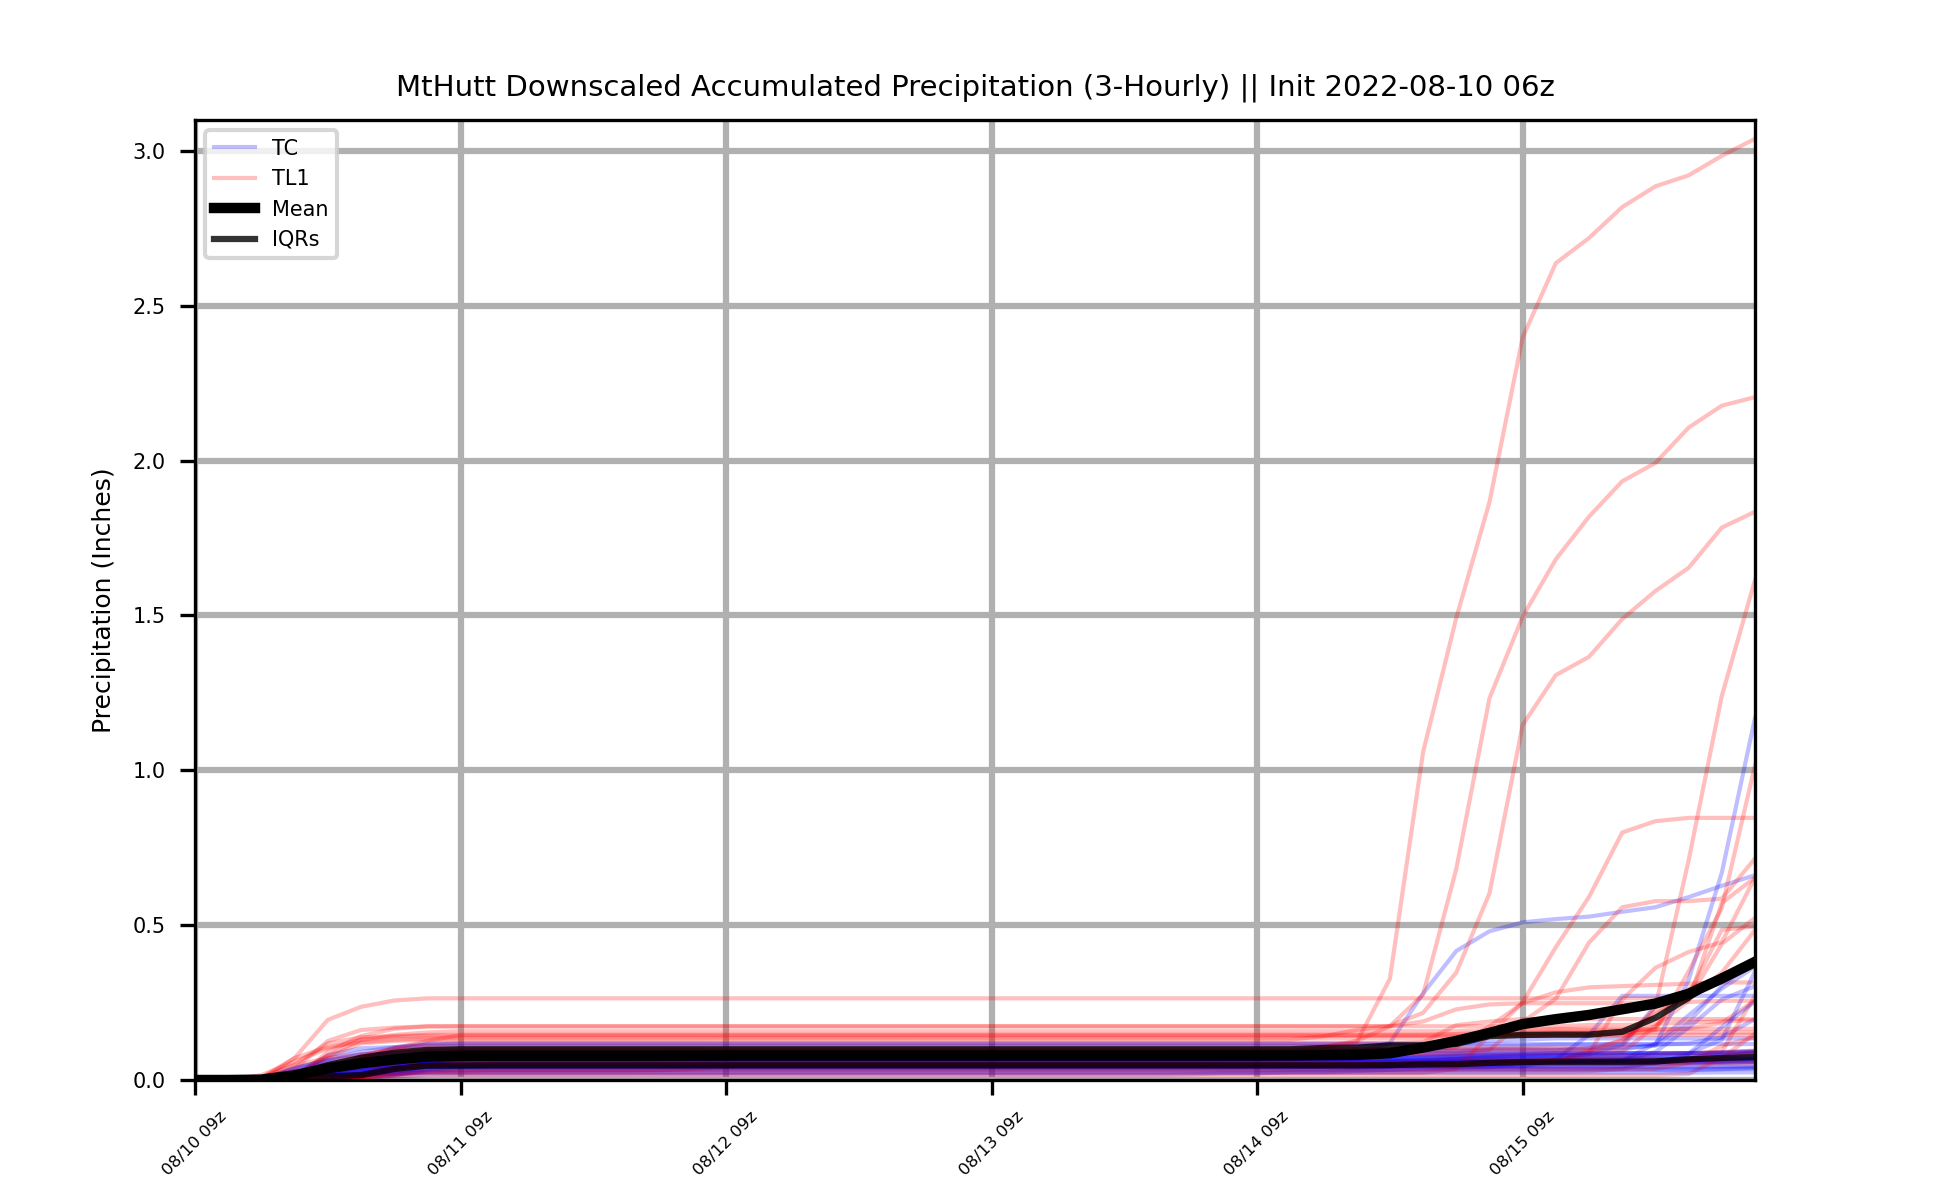 MtHutt Downscaled Accumulated Precipitation (3-Hourly) || Init 2022-08-10 06z
TC
TL1
Mean
IQRs
Precipitation (Inches)
3.0
2.5
2.0
1.5
1.0
0.5
0.0
08/10 09z
08/11 09z
08/12 09z
08/13 09z
08/14 09z
08/15 09z